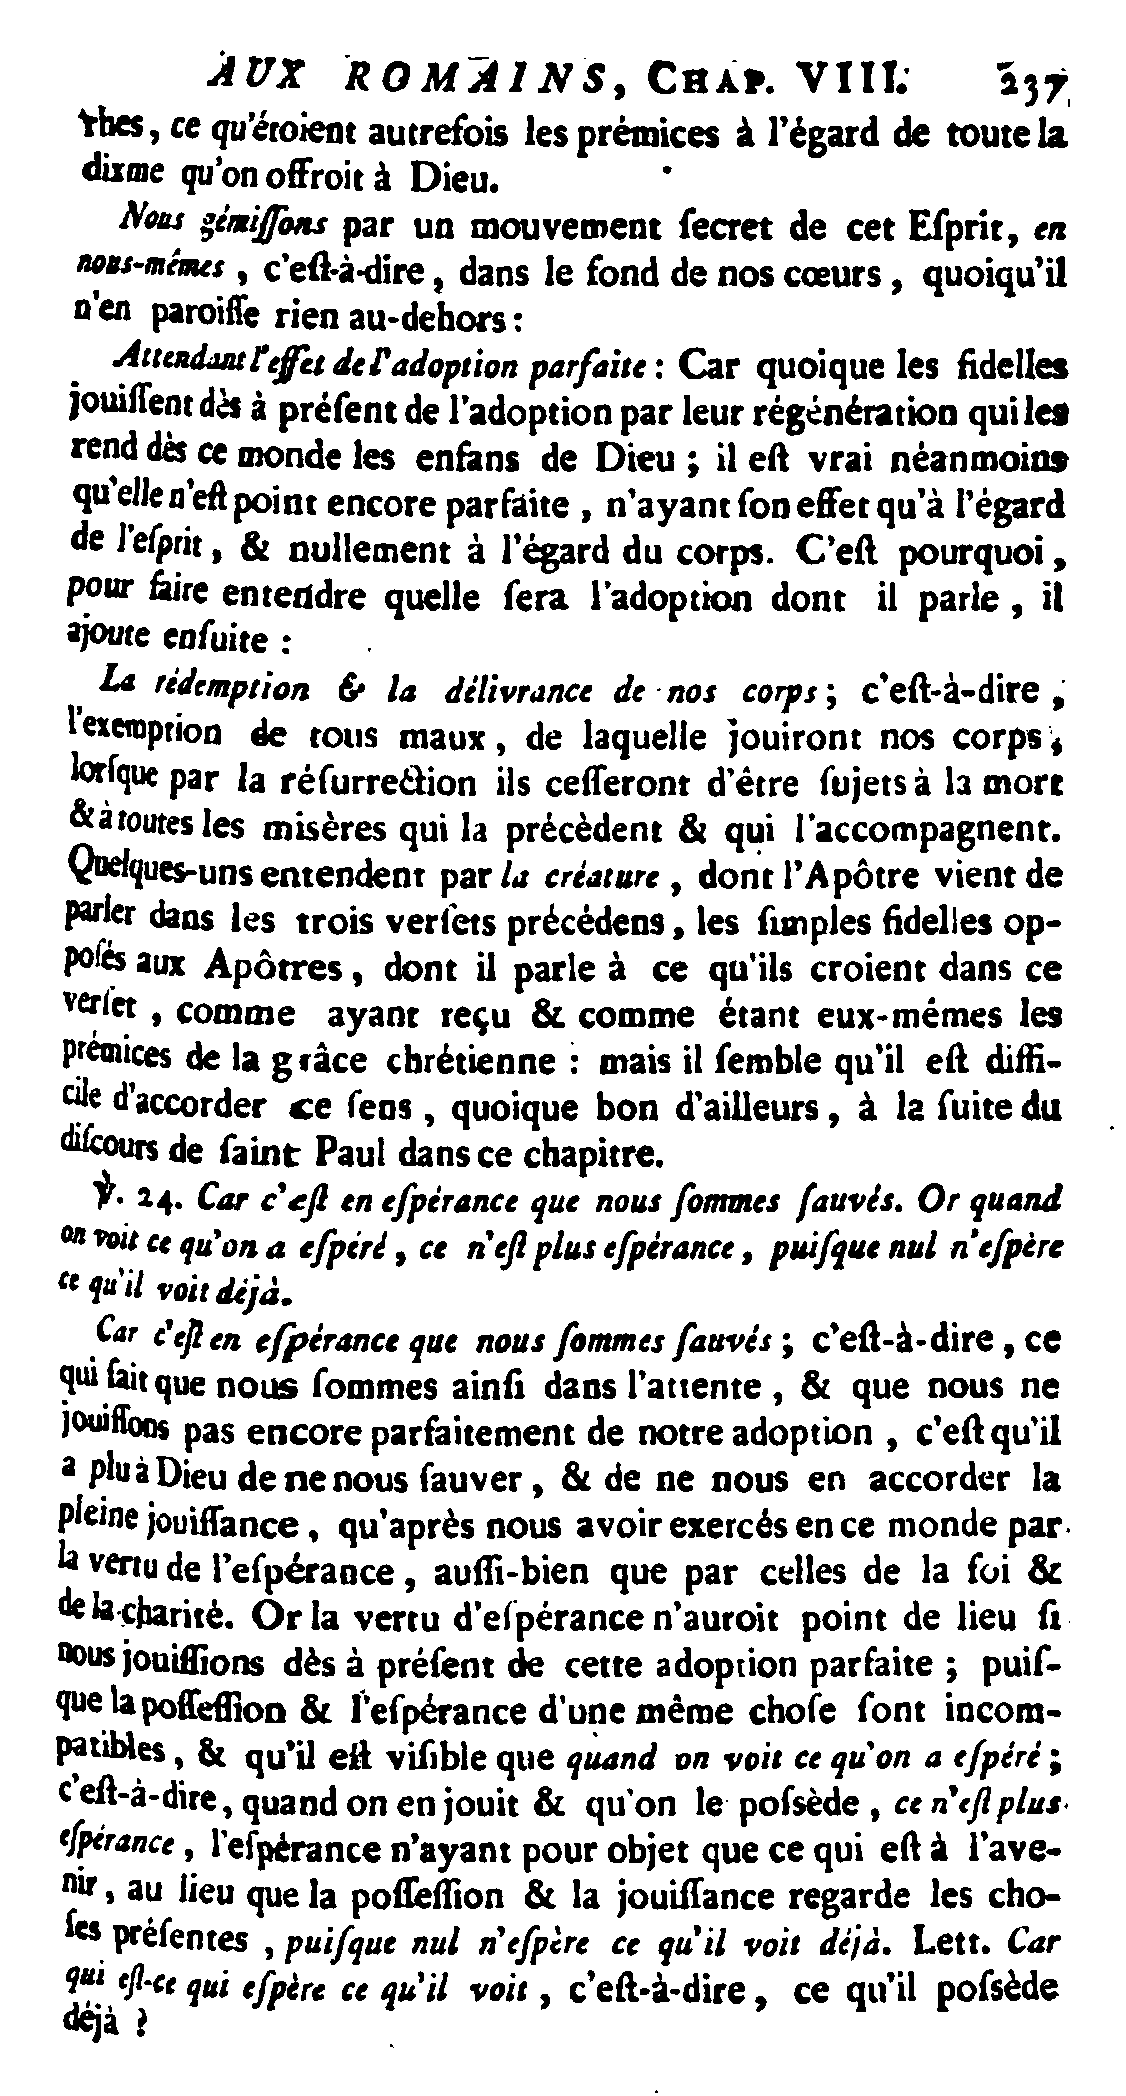 AUX ROMAINS, CHAP. VIII. 237
rhes, ce qu'étoient autrefois les prémices à l'égard de toute la
dixme qu'on offroit à Dieu.
Nous gémiſſons par un mouvement ſecret de cet Eſprit, en
nous-mêmes, c'eſt-à-dire, dans le fond de nos cœurs, quoiqu'il
n'en paroiſſe rien au-dehors :
Attendant l'effet de l'adoption parfaite : Car quoique les fidelles
jouiſſent dès à préſent de l'adoption par leur régénération qui les
rend dès ce monde les enfans de Dieu ; il eſt vrai néanmoins
qu'elle n'eſt point encore parfaite, n'ayant ſon effet qu'à l'égard
de l'eſprit, & nullement à l'égard du corps. C'eſt pourquoi,
pour faire entendre quelle ſera l'adoption dont il parle, il
ajoute enſuite :
La rédemption & la délivrance de nos corps ; c'eſt-à-dire,
l'exemption de tous maux, de laquelle jouiront nos corps,
lorſque par la réſurrection ils ceſſeront d'être ſujets à la mort
& à toutes les misères qui la précèdent & qui l'accompagnent.
Quelques-uns entendent par la créature, dont l'Apôtre vient de
parler dans les trois verſets précédens, les ſimples fidelles op-
poſés aux Apôtres, dont il parle à ce qu'ils croient dans ce
verſet, comme ayant reçu & comme étant eux-mêmes les
prémices de la grâce chrétienne : mais il ſemble qu'il eſt diffi-
cile d'accorder ce ſens, quoique bon d'ailleurs, à la ſuite du
diſcours de ſaint Paul dans ce chapitre.
℣. 24. Car c'eſt en eſpérance que nous ſommes ſauvés. Or quand
on voit ce qu'on a eſpéré, ce n'eſt plus eſpérance, puiſque nul n'eſpère
ce qu'il voit déjà.
Car c'eſt en eſpérance que nous ſommes ſauvés ; c'eſt-à-dire, ce
qui fait que nous ſommes ainſi dans l'attente, & que nous ne
jouiſſons pas encore parfaitement de notre adoption, c'eſt qu'il
a plu à Dieu de ne nous ſauver, & de ne nous en accorder la
pleine jouiſſance, qu'après nous avoir exercés en ce monde par
la vertu de l'eſpérance, auſſi-bien que par celles de la foi &
de la charité. Or la vertu d'eſpérance n'auroit point de lieu ſi
nous jouiſſions dès à préſent de cette adoption parfaite ; puiſ-
que la poſſeſſion & l'eſpérance d'une même choſe ſont incom-
patibles, & qu'il eſt viſible que quand on voit ce qu'on a eſpéré ;
c'eſt-à-dire, quand on en jouit & qu'on le poſsède, ce n'eſt plus
eſpérance, l'eſpérance n'ayant pour objet que ce qui eſt à l'ave-
nir, au lieu que la poſſeſſion & la jouiſſance regarde les cho-
ſes préſentes, puiſque nul n'eſpère ce qu'il voit déjà. Lett. Car
qui eſt-ce qui eſpère ce qu'il voit, c'eſt-à-dire, ce qu'il poſsède
déjà ?